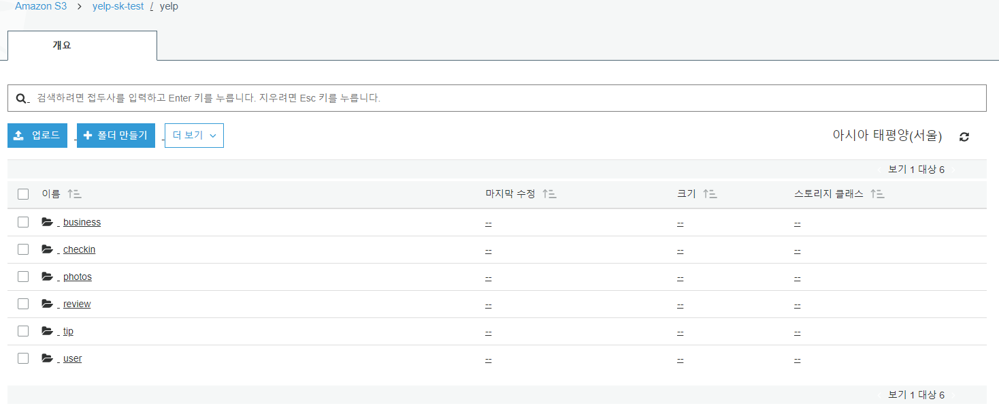 Amazon S3 > yelp-sk-test / yelp
개요
검색하려면 접두사를 입력하고 Enter 키를 누릅니다. 지우려면 Esc 키를 누릅니다.
업로드 + 폴더 만들기 더 보기 아시아 태평양(서울)
보기 1 대상 6
이름 마지막 수정 크기 스토리지 클래스
business -- -- --
checkin -- -- --
photos -- -- --
review -- -- --
tip -- -- --
user -- -- --
보기 1 대상 6